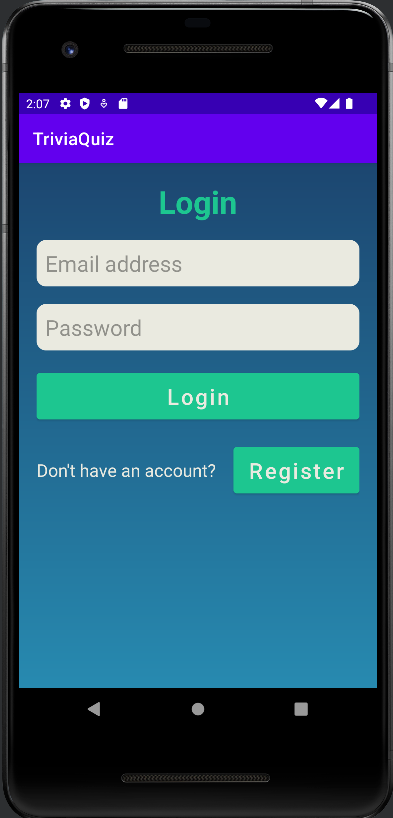 2:07
TriviaQuiz
Login
Email address
Password
Login
Don't have an account? Register